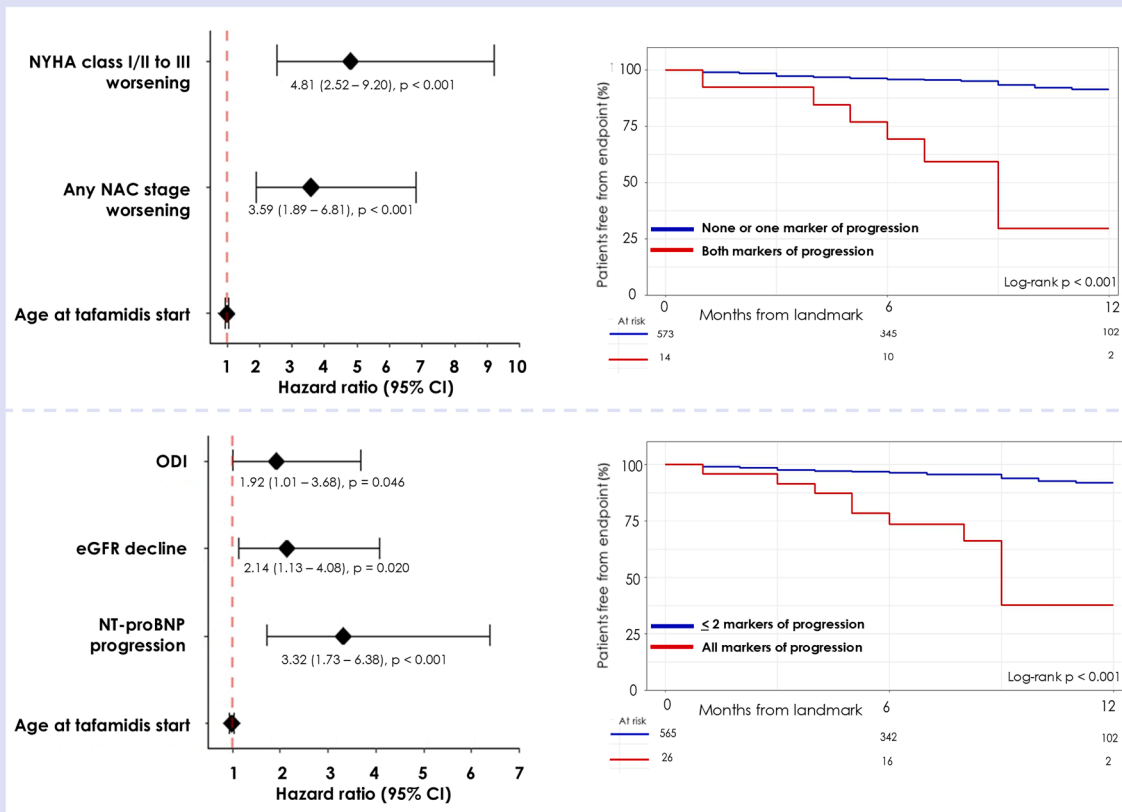 NYHA class I/II to III
worsening
4.81 (2.52 – 9.20), p < 0.001
Any NAC stage
worsening
3.59 (1.89 – 6.81), p < 0.001
Age at tafamidis start
1 2 3 4 5 6 7 8 9 10
Hazard ratio (95% CI)
Patients free from endpoint (%)
100
75
50
25
0
None or one marker of progression
Both markers of progression
Log-rank p < 0.001
0 6 12
Months from landmark
At risk
573 345 102
14 10 2
ODI
1.92 (1.01 – 3.68), p = 0.046
eGFR decline
2.14 (1.13 – 4.08), p = 0.020
NT-proBNP
progression
3.32 (1.73 – 6.38), p < 0.001
Age at tafamidis start
1 2 3 4 5 6 7
Hazard ratio (95% CI)
Patients free from endpoint (%)
100
75
50
25
0
≤ 2 markers of progression
All markers of progression
Log-rank p < 0.001
0 6 12
Months from landmark
At risk
565 342 102
26 16 2